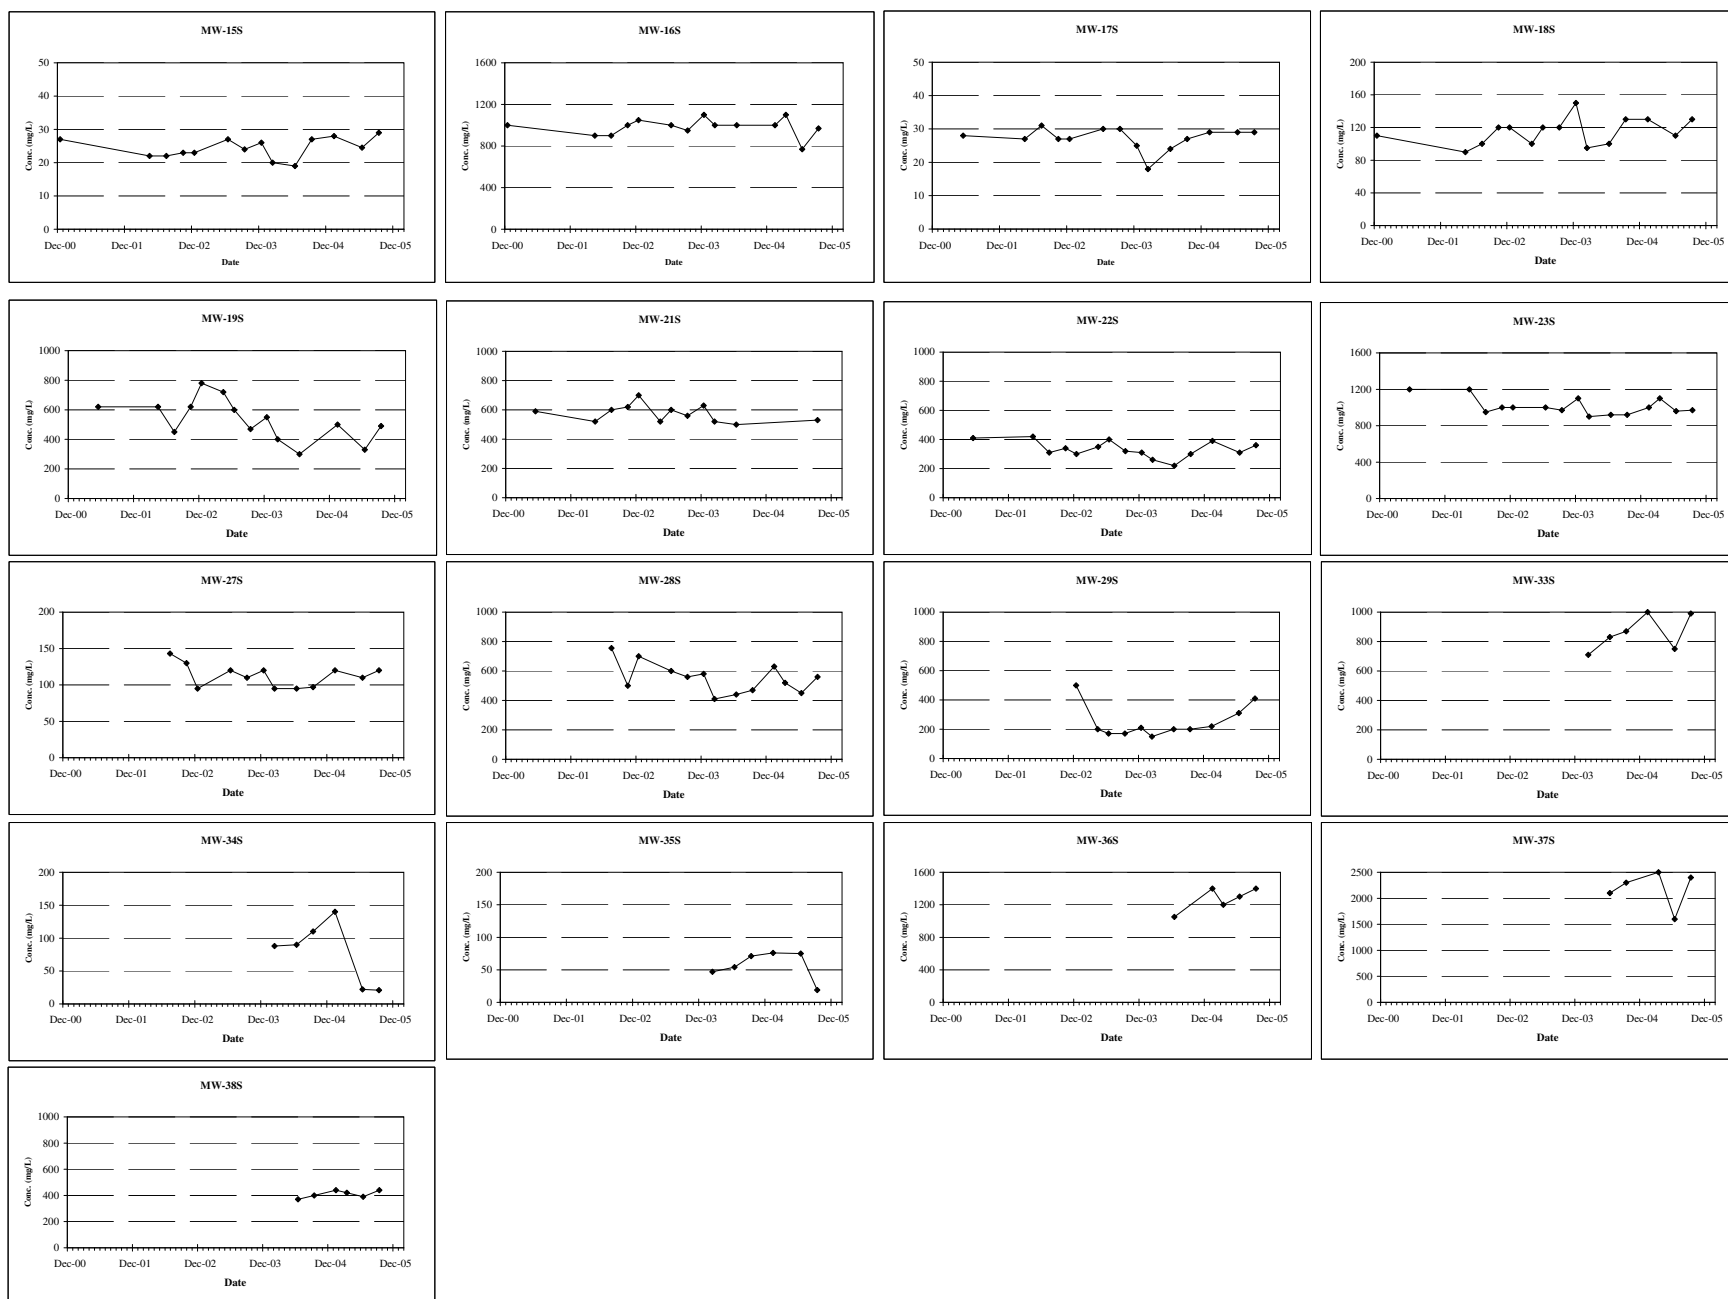 MW-15S
50
40
30
20
10
0
Conc. (mg/L)
Dec-00 Dec-01 Dec-02 Dec-03 Dec-04 Dec-05
Date
MW-16S
1600
1200
800
400
0
Conc. (mg/L)
Dec-00 Dec-01 Dec-02 Dec-03 Dec-04 Dec-05
Date
MW-17S
50
40
30
20
10
0
Conc. (mg/L)
Dec-00 Dec-01 Dec-02 Dec-03 Dec-04 Dec-05
Date
MW-18S
200
160
120
80
40
0
Conc. (mg/L)
Dec-00 Dec-01 Dec-02 Dec-03 Dec-04 Dec-05
Date
MW-19S
1000
800
600
400
200
0
Conc. (mg/L)
Dec-00 Dec-01 Dec-02 Dec-03 Dec-04 Dec-05
Date
MW-21S
1000
800
600
400
200
0
Conc. (mg/L)
Dec-00 Dec-01 Dec-02 Dec-03 Dec-04 Dec-05
Date
MW-22S
1000
800
600
400
200
0
Conc. (mg/L)
Dec-00 Dec-01 Dec-02 Dec-03 Dec-04 Dec-05
Date
MW-23S
1600
1200
800
400
0
Conc. (mg/L)
Dec-00 Dec-01 Dec-02 Dec-03 Dec-04 Dec-05
Date
MW-27S
200
150
100
50
0
Conc. (mg/L)
Dec-00 Dec-01 Dec-02 Dec-03 Dec-04 Dec-05
Date
MW-28S
1000
800
600
400
200
0
Conc. (mg/L)
Dec-00 Dec-01 Dec-02 Dec-03 Dec-04 Dec-05
Date
MW-29S
1000
800
600
400
200
0
Conc. (mg/L)
Dec-00 Dec-01 Dec-02 Dec-03 Dec-04 Dec-05
Date
MW-33S
1000
800
600
400
200
0
Conc. (mg/L)
Dec-00 Dec-01 Dec-02 Dec-03 Dec-04 Dec-05
Date
MW-34S
200
150
100
50
0
Conc. (mg/L)
Dec-00 Dec-01 Dec-02 Dec-03 Dec-04 Dec-05
Date
MW-35S
200
150
100
50
0
Conc. (mg/L)
Dec-00 Dec-01 Dec-02 Dec-03 Dec-04 Dec-05
Date
MW-36S
1600
1200
800
400
0
Conc. (mg/L)
Dec-00 Dec-01 Dec-02 Dec-03 Dec-04 Dec-05
Date
MW-37S
2500
2000
1500
1000
500
0
Conc. (mg/L)
Dec-00 Dec-01 Dec-02 Dec-03 Dec-04 Dec-05
Date
MW-38S
1000
800
600
400
200
0
Conc. (mg/L)
Dec-00 Dec-01 Dec-02 Dec-03 Dec-04 Dec-05
Date